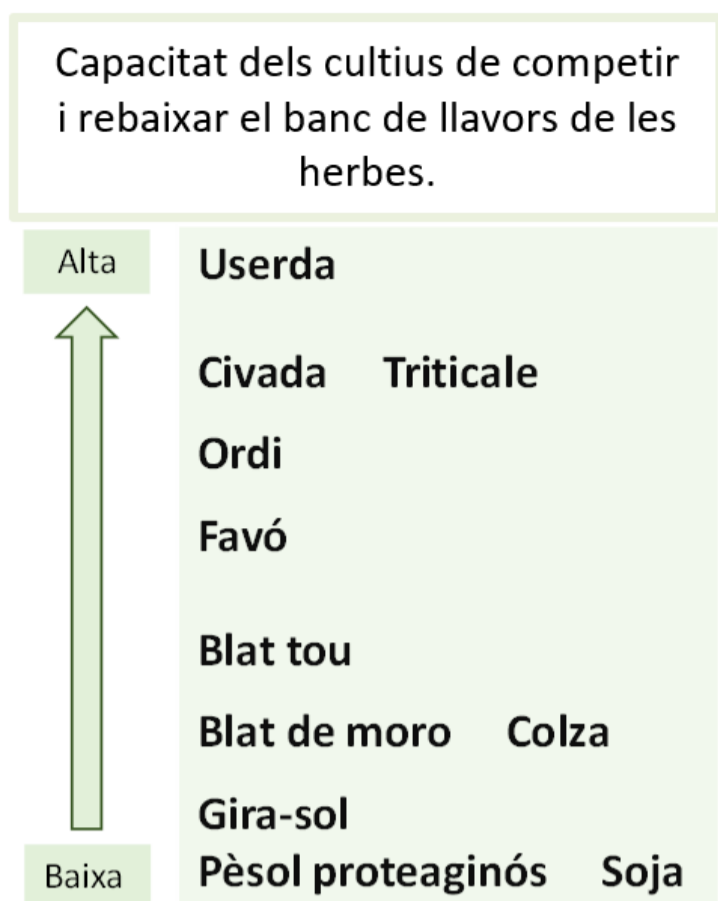 Capacitat dels cultius de competir
i rebaixar el banc de llavors de les
herbes.
Alta
Userda
Civada Triticale
Ordi
Favó
Blat tou
Blat de moro Colza
Gira-sol
Baixa
Pèsol proteaginós Soja